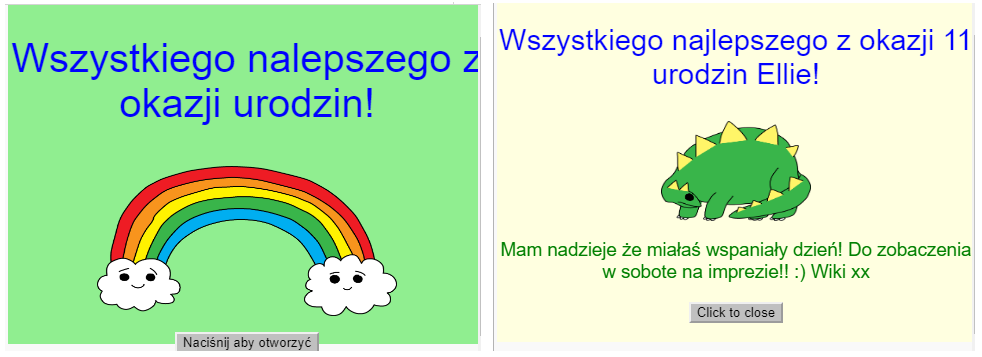 Wszystkiego nalepszego z
okazji urodzin!
Naciśnij aby otworzyć
Wszystkiego najlepszego z okazji 11
urodzin Ellie!
Mam nadzieje że miałaś wspaniały dzień! Do zobaczenia
w sobote na imprezie!! :) Wiki xx
Click to close